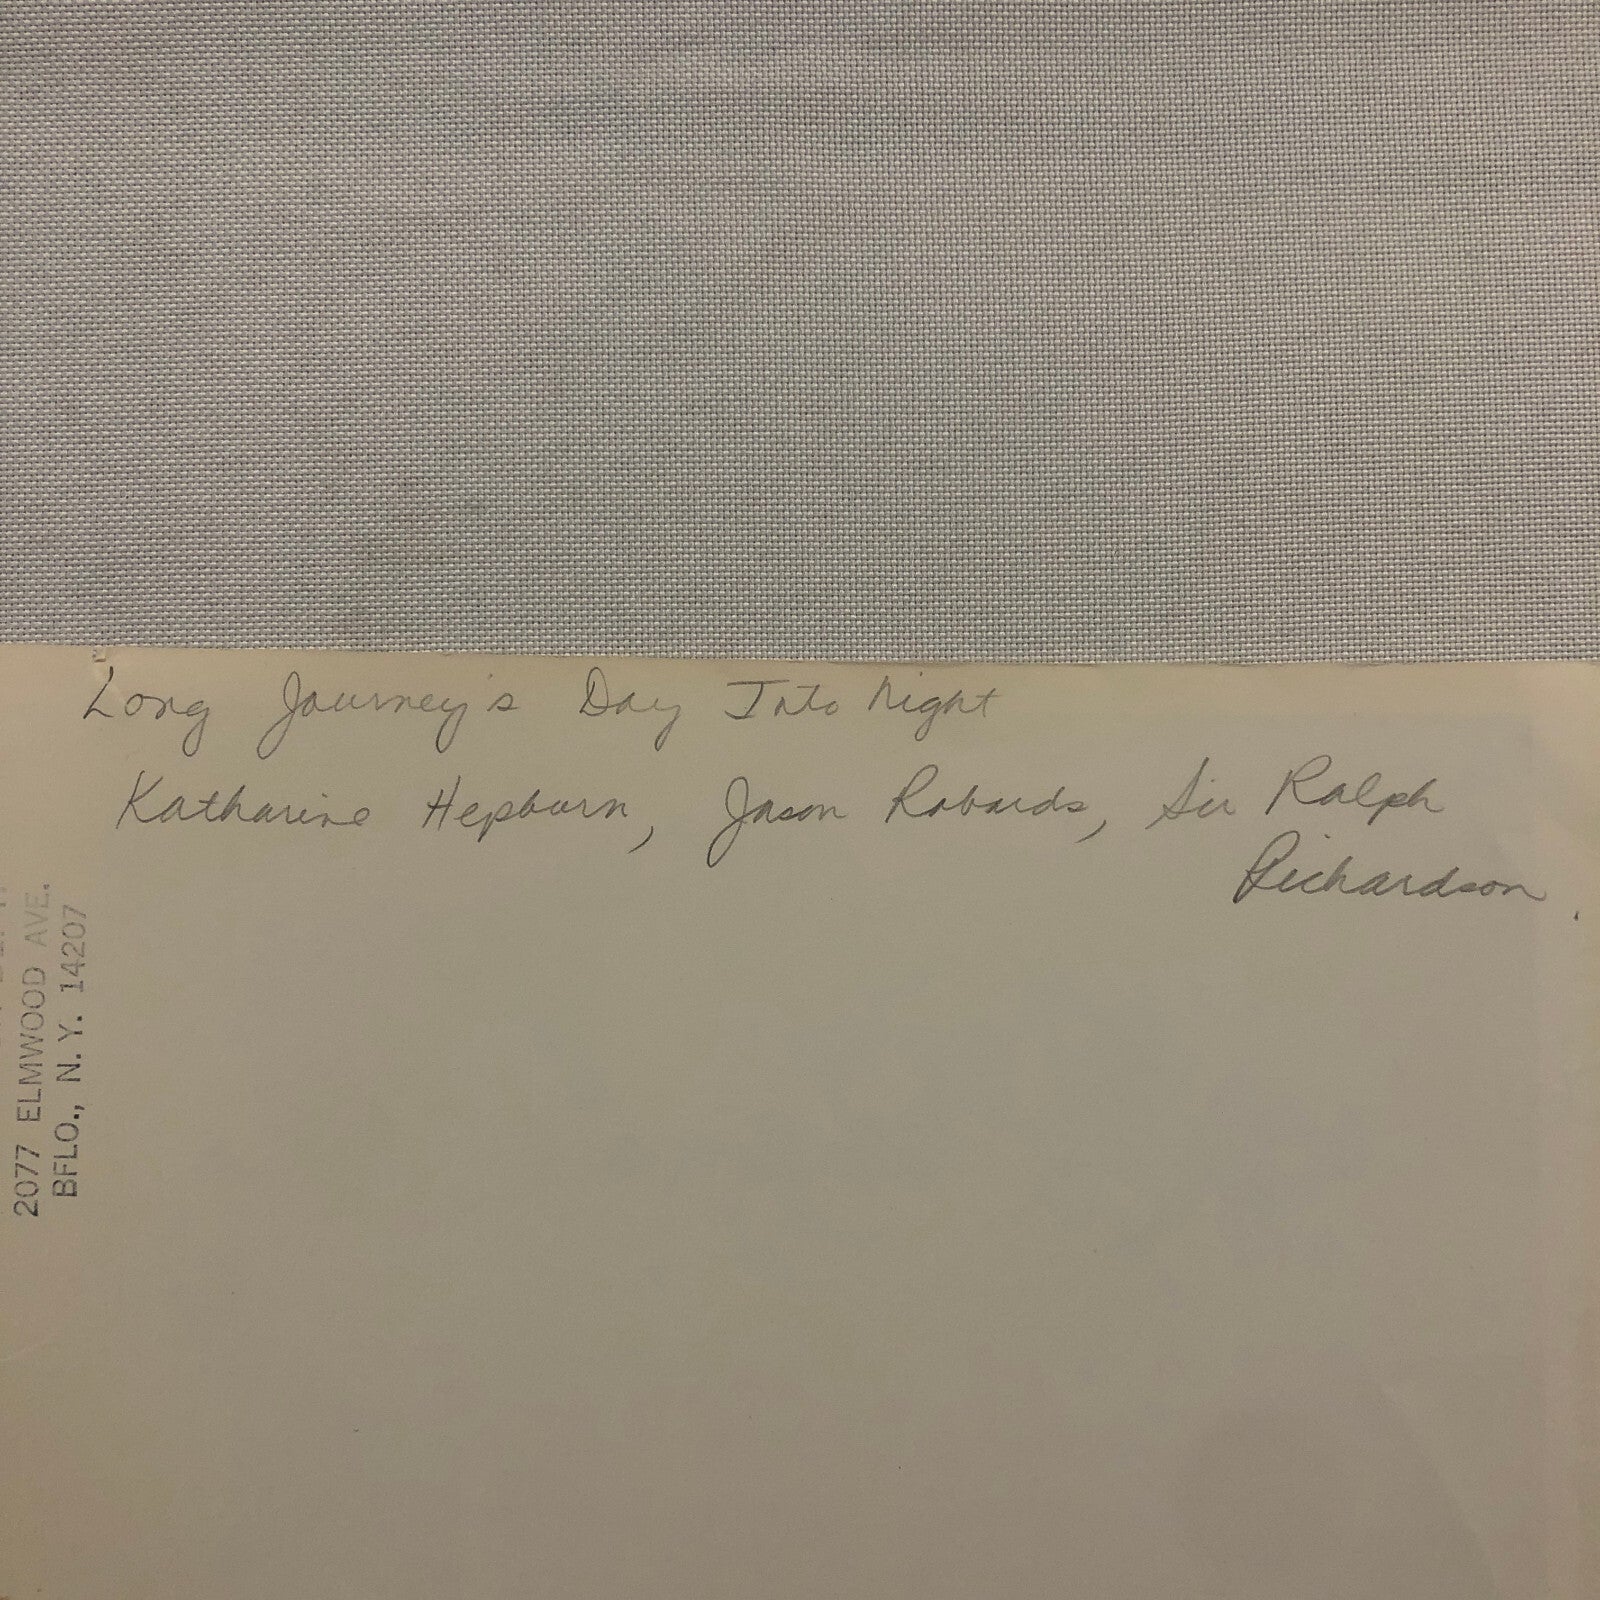 Long Journey's Day Into Night
Katharine Hepburn, Jason Robards, Sir Ralph
Richardson.
2077 ELMWOOD AVE.
BFLO., N. Y. 14207